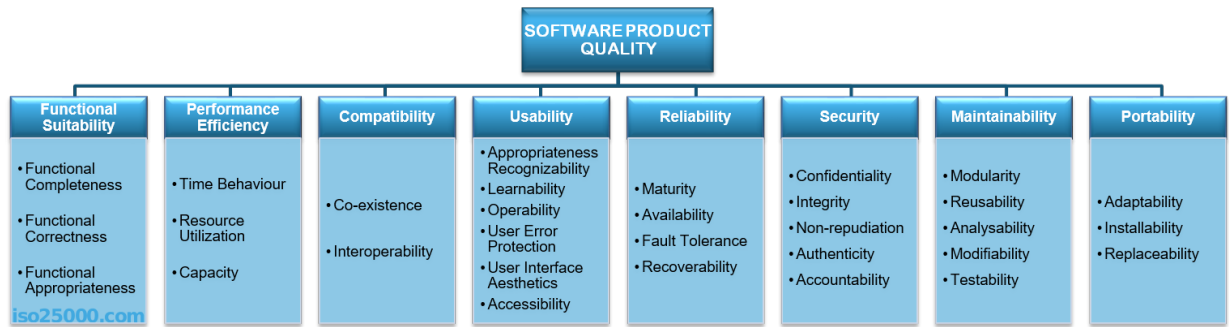 SOFTWARE PRODUCT
QUALITY
Functional
Suitability
• Functional
Completeness
• Functional
Correctness
• Functional
Appropriateness
iso25000.com
Performance
Efficiency
• Time Behaviour
• Resource
Utilization
• Capacity
Compatibility
• Co-existence
• Interoperability
Usability
• Appropriateness
Recognizability
• Learnability
• Operability
• User Error
Protection
• User Interface
Aesthetics
• Accessibility
Reliability
• Maturity
• Availability
• Fault Tolerance
• Recoverability
Security
• Confidentiality
• Integrity
• Non-repudiation
• Authenticity
• Accountability
Maintainability
• Modularity
• Reusability
• Analysability
• Modifiability
• Testability
Portability
• Adaptability
• Installability
• Replaceability